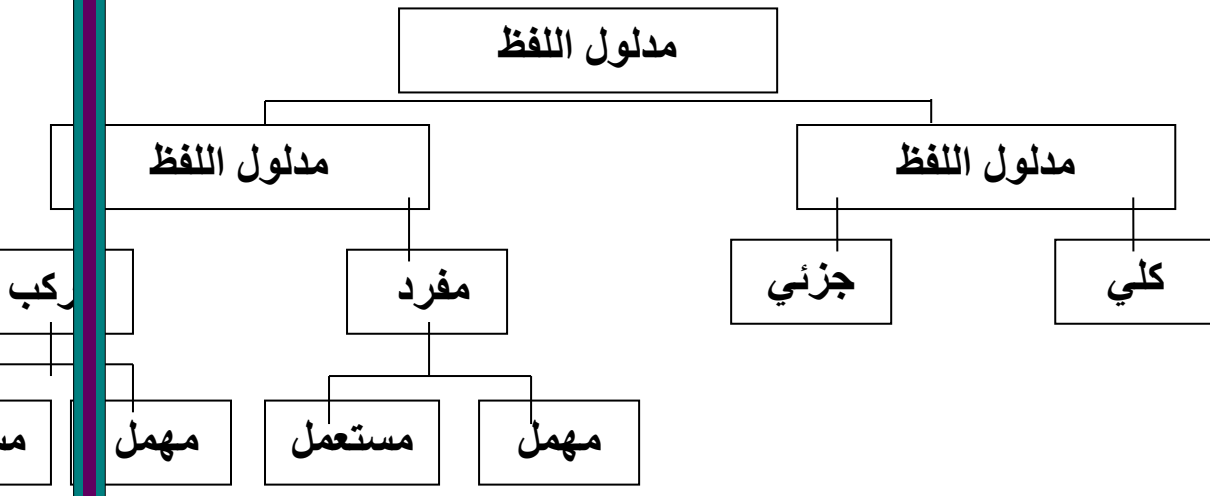 مدلول اللفظ
مدلول اللفظ
مدلول اللفظ
كلي
جزئي
مفرد
ركب
مهمل
مستعمل
مهمل